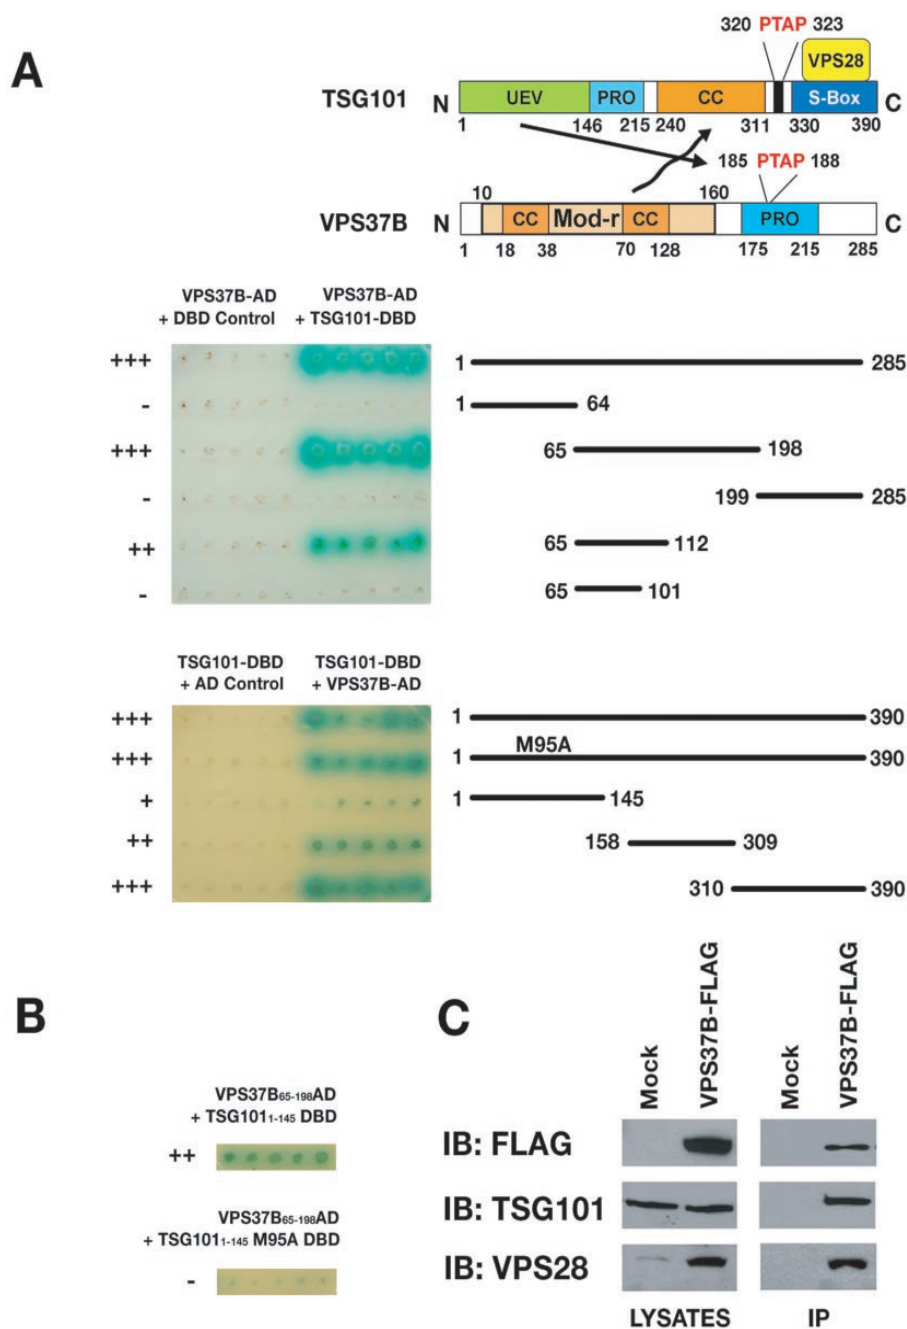 A
320 PTAP 323
VPS28
TSG101 N UEV PRO CC S-Box C
1 146 215 240 311 330 390
185 PTAP 188
10 160
VPS37B N CC Mod-r CC PRO C
1 18 38 70 128 175 215 285
VPS37B-AD VPS37B-AD
+ DBD Control + TSG101-DBD
+++ 1 285
- 1 64
+++ 65 198
- 199 285
++ 65 112
- 65 101
TSG101-DBD TSG101-DBD
+ AD Control + VPS37B-AD
+++ 1 390
M95A
+++ 1 390
+ 1 145
++ 158 309
+++ 310 390
B
VPS37B65-198AD
+ TSG1011-145 DBD
++
VPS37B65-198AD
+ TSG1011-145 M95A DBD
-
C
Mock VPS37B-FLAG Mock VPS37B-FLAG
IB: FLAG
IB: TSG101
IB: VPS28
LYSATES IP